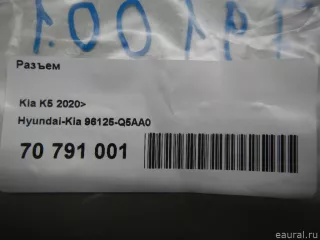 Разъем
Kia K5 2020>
Hyundai-Kia 96125-Q5AA0
70 791 001
eaural.ru